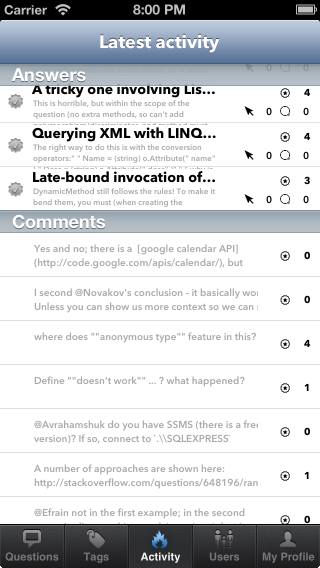 Carrier 8:00 PM
Latest activity
Answers
A tricky one involving Lis... 4
This is horrible, but within the scope of the
question (no extra methods, so can't add
0 0
Querying XML with LINQ... 4
The right way to do this is with the conversion
operators:" " Name = (string) o.Attribute(" name"
0 0
Late-bound invocation of... 3
DynamicMethod still follows the rules! To make it
bend them, you must (when creating the
0 0
Comments
Yes and no; there is a [google calendar API]
(http://code.google.com/apis/calendar/), but
0
I second @Novakov's conclusion - it basically wo
Unless you can show us more context so we can
0
where does ""anonymous type"" feature in this?
4
Define ""doesn't work"" ... ? what happened?
1
@Avrahamshuk do you have SSMS (there is a free
version)? If so, connect to `.\\SQLEXPRESS`
0
A number of approaches are shown here:
http://stackoverflow.com/questions/648196/ran
1
@Efrain not in the first example; in the second
0
Questions Tags Activity Users My Profile